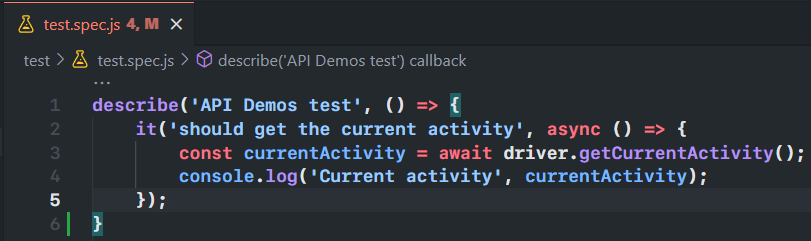 test.spec.js 4, M ×
test > test.spec.js > describe('API Demos test') callback
...
1 describe('API Demos test', () => {
2 it('should get the current activity', async () => {
3 const currentActivity = await driver.getCurrentActivity();
4 console.log('Current activity', currentActivity);
5 });
6 }